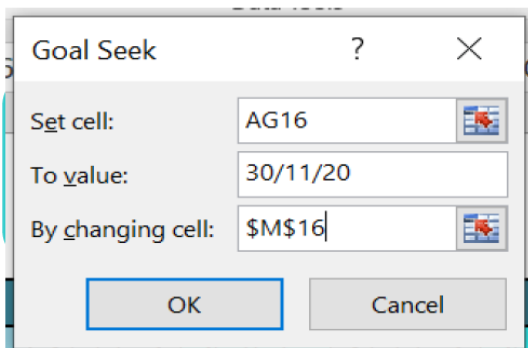 Goal Seek ?
Set cell: AG16
To value: 30/11/20
By changing cell: $M$16
OK Cancel